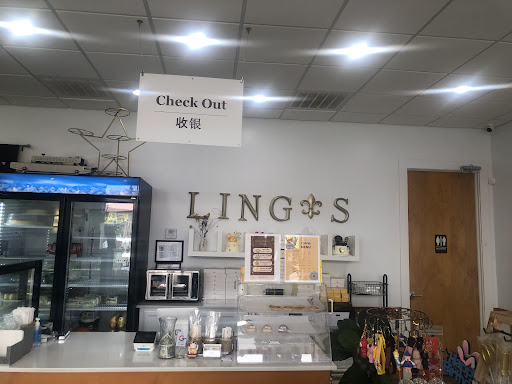 Check Out
收银
LING⚜S